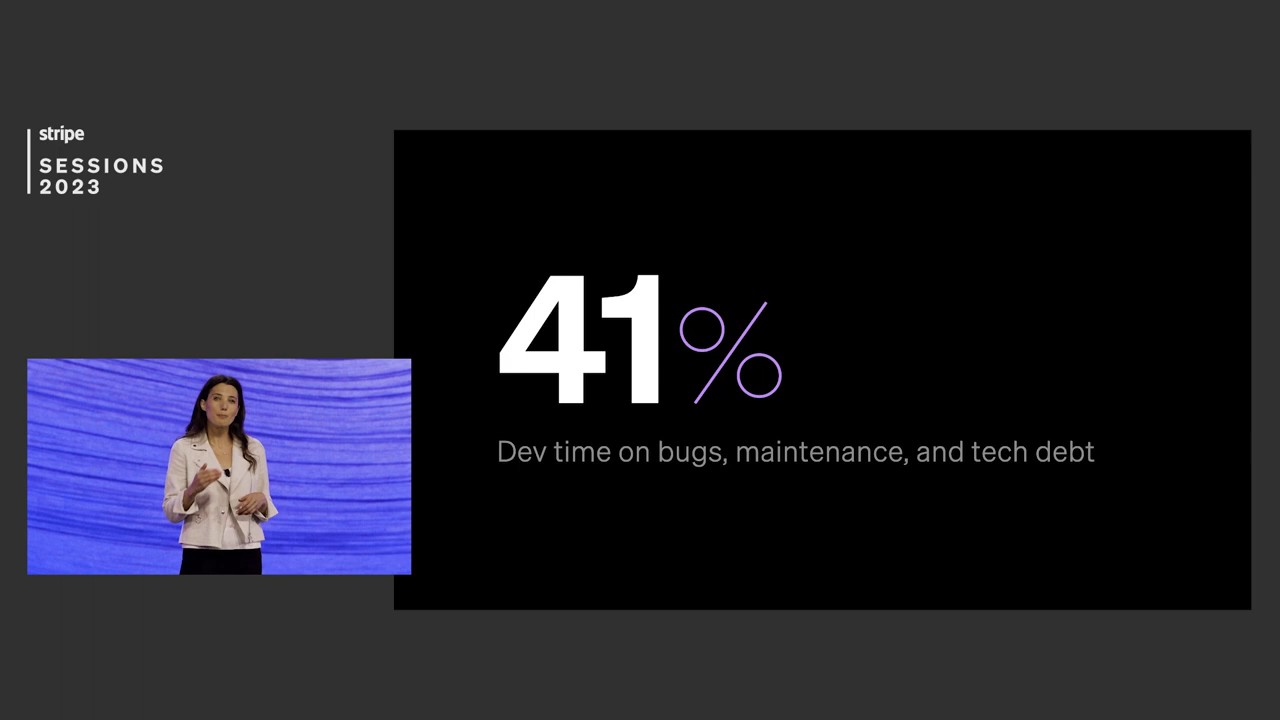 stripe
SESSIONS
2023
41%
Dev time on bugs, maintenance, and tech debt